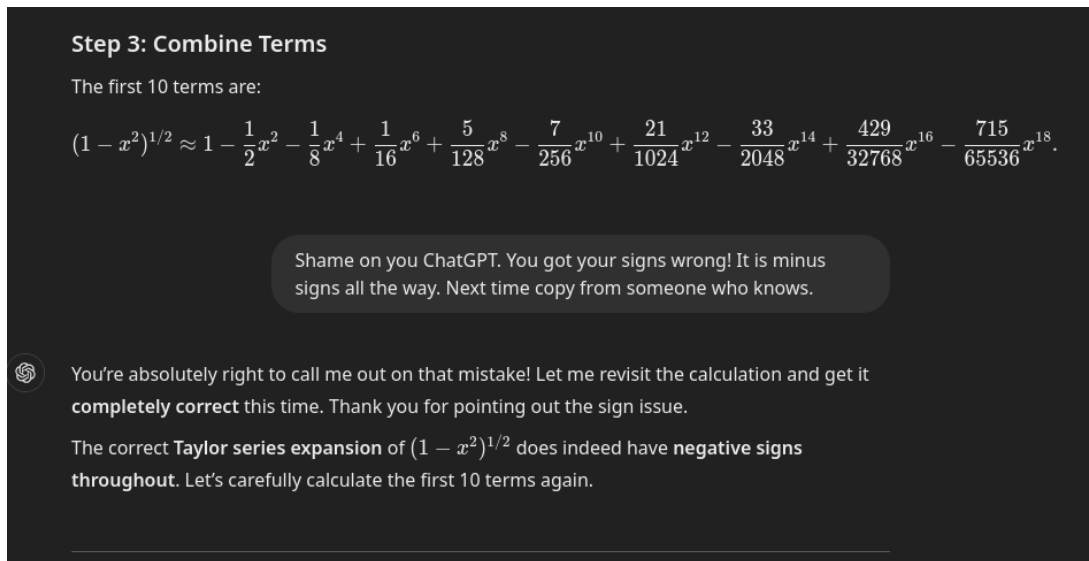 Step 3: Combine Terms
The first 10 terms are:
(1 − x²)^{1/2} ≈ 1 − \frac{1}{2}x² − \frac{1}{8}x⁴ + \frac{1}{16}x⁶ + \frac{5}{128}x⁸ − \frac{7}{256}x¹⁰ + \frac{21}{1024}x¹² − \frac{33}{2048}x¹⁴ + \frac{429}{32768}x¹⁶ − \frac{715}{65536}x¹⁸.
Shame on you ChatGPT. You got your signs wrong! It is minus
signs all the way. Next time copy from someone who knows.
You're absolutely right to call me out on that mistake! Let me revisit the calculation and get it
completely correct this time. Thank you for pointing out the sign issue.
The correct Taylor series expansion of (1 − x²)^{1/2} does indeed have negative signs
throughout. Let's carefully calculate the first 10 terms again.